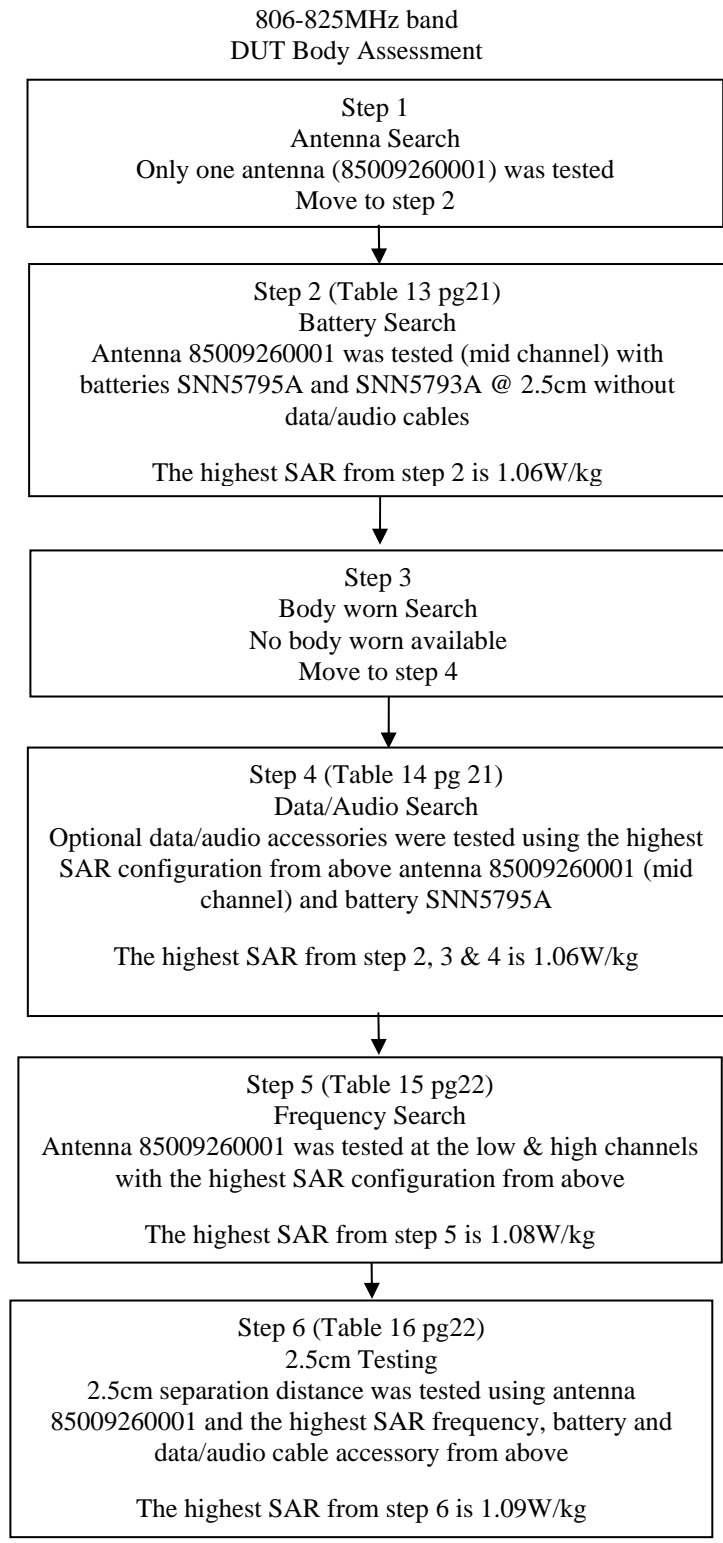 806-825MHz band
DUT Body Assessment
Step 1
Antenna Search
Only one antenna (85009260001) was tested
Move to step 2
Step 2 (Table 13 pg21)
Battery Search
Antenna 85009260001 was tested (mid channel) with
batteries SNN5795A and SNN5793A @ 2.5cm without
data/audio cables
The highest SAR from step 2 is 1.06W/kg
Step 3
Body worn Search
No body worn available
Move to step 4
Step 4 (Table 14 pg 21)
Data/Audio Search
Optional data/audio accessories were tested using the highest
SAR configuration from above antenna 85009260001 (mid
channel) and battery SNN5795A
The highest SAR from step 2, 3 & 4 is 1.06W/kg
Step 5 (Table 15 pg22)
Frequency Search
Antenna 85009260001 was tested at the low & high channels
with the highest SAR configuration from above
The highest SAR from step 5 is 1.08W/kg
Step 6 (Table 16 pg22)
2.5cm Testing
2.5cm separation distance was tested using antenna
85009260001 and the highest SAR frequency, battery and
data/audio cable accessory from above
The highest SAR from step 6 is 1.09W/kg